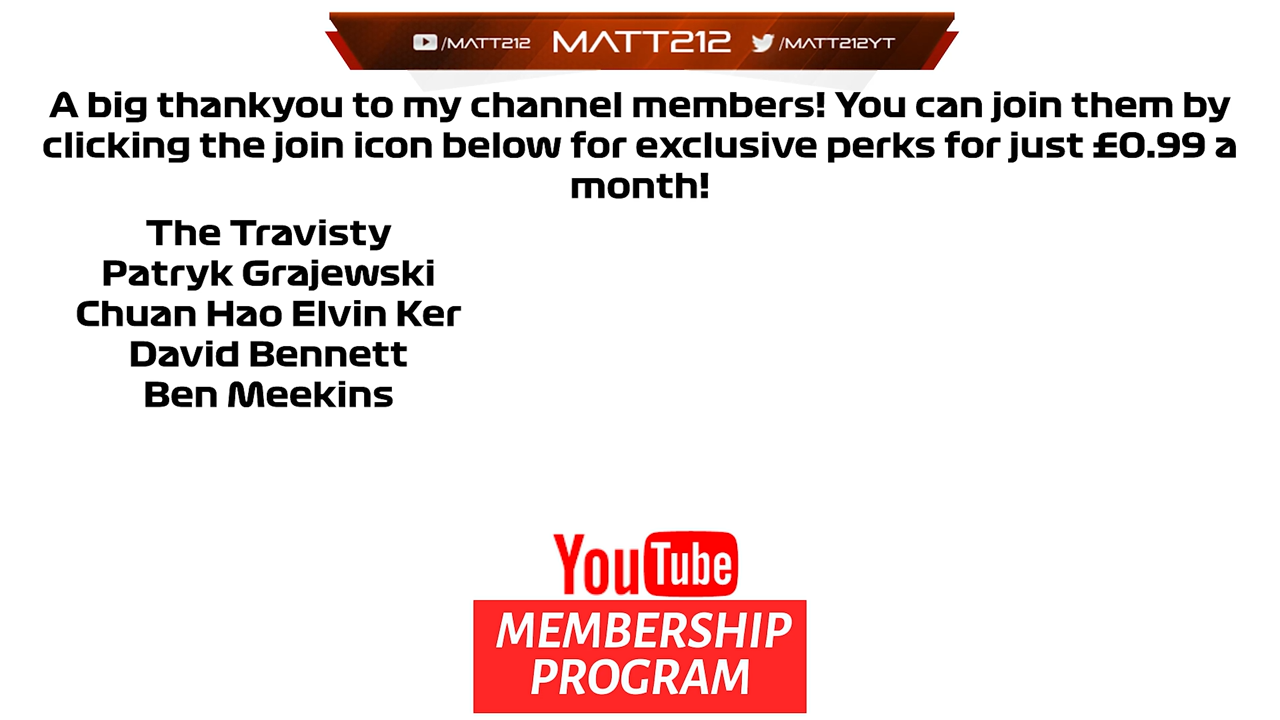 /MATT212 MATT212 /MATT212YT
A big thankyou to my channel members! You can join them by
clicking the join icon below for exclusive perks for just £0.99 a
month!
The Travisty
Patryk Grajewski
Chuan Hao Elvin Ker
David Bennett
Ben Meekins
YouTube
MEMBERSHIP
PROGRAM